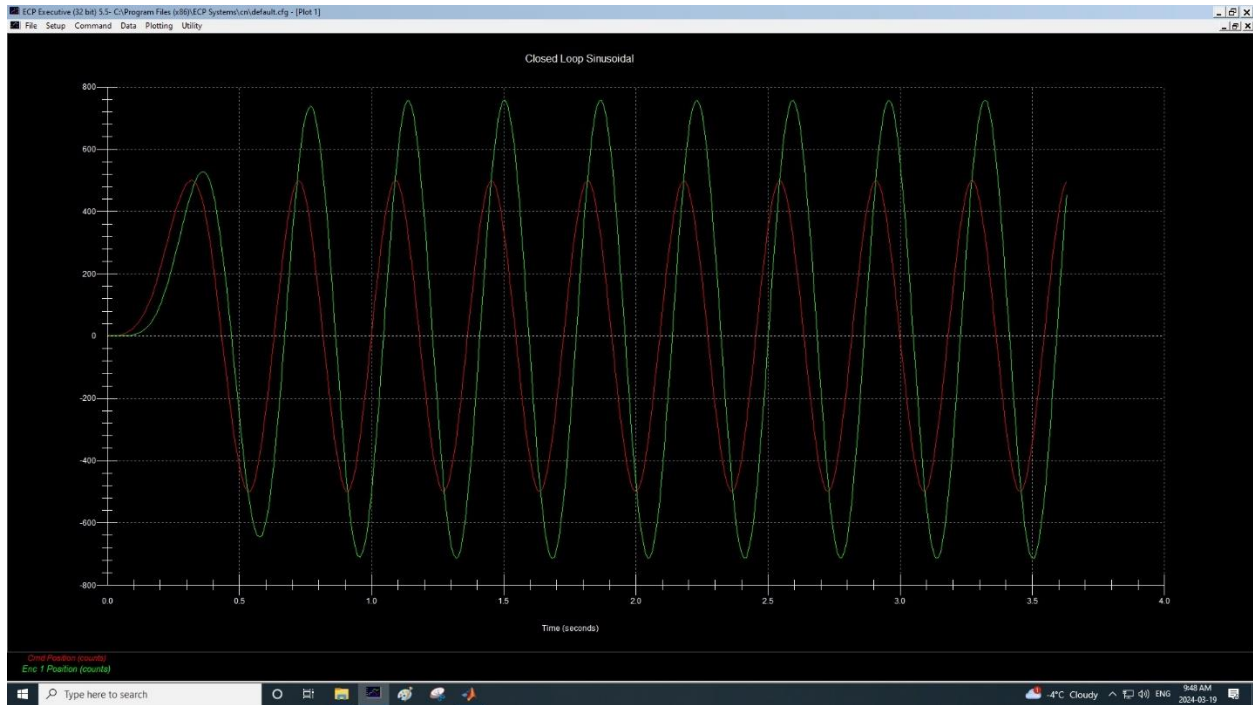 ECP Executive (32 bit) 5.5- C:\Program Files (x86)\ECP Systems\cn\default.cfg - [Plot 1]
File Setup Command Data Plotting Utility
Closed Loop Sinusoidal
800
600
400
200
0
-200
-400
-600
-800
0.0 0.5 1.0 1.5 2.0 2.5 3.0 3.5 4.0
Time (seconds)
Cmd Position (counts)
Enc 1 Position (counts)
Type here to search
-4°C Cloudy ENG 9:48 AM
2024-03-19